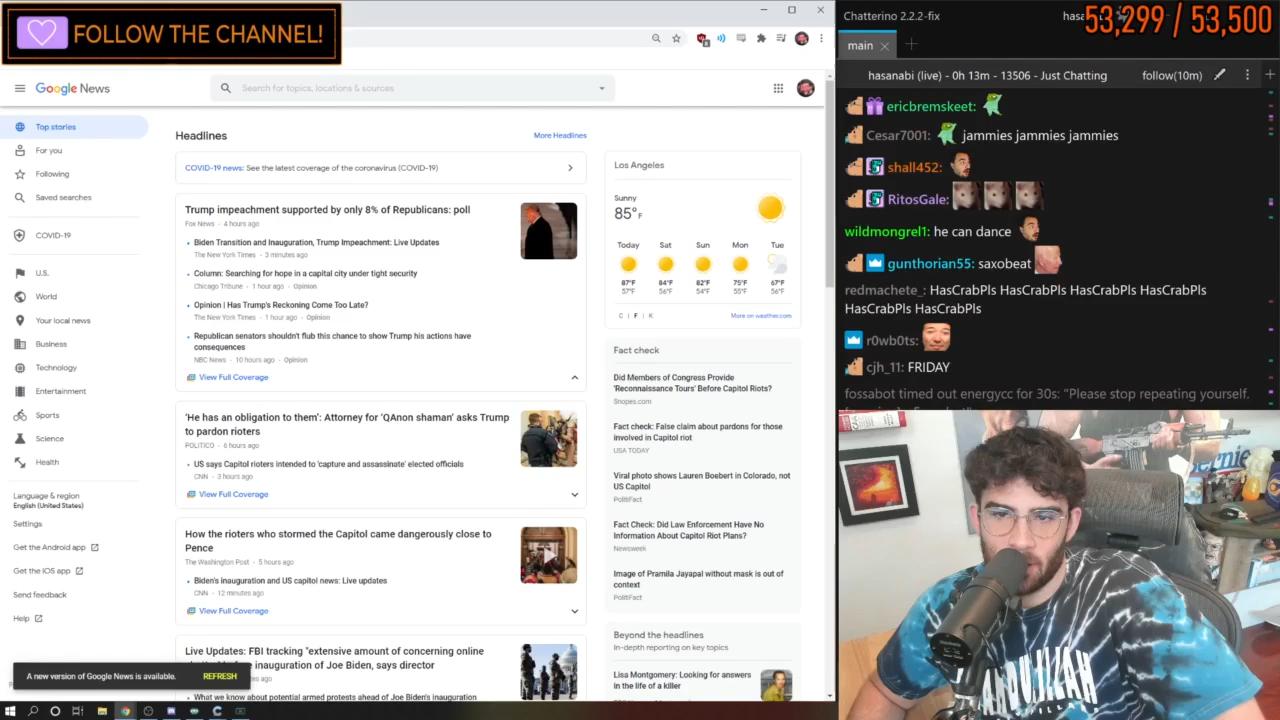 FOLLOW THE CHANNEL!
Google News
Search for topics, locations & sources
Top stories
For you
Following
Saved searches
COVID-19
U.S.
World
Your local news
Business
Technology
Entertainment
Sports
Science
Health
Language & region
English (United States)
Settings
Get the Android app
Get the iOS app
Send feedback
Help
A new version of Google News is available.
REFRESH
Headlines
More Headlines
COVID-19 news: See the latest coverage of the coronavirus (COVID-19)
Trump impeachment supported by only 8% of Republicans: poll
Fox News · 4 hours ago
Biden Transition and Inauguration, Trump Impeachment: Live Updates
The New York Times · 3 minutes ago
Column: Searching for hope in a capital city under tight security
Chicago Tribune · 1 hour ago · Opinion
Opinion | Has Trump's Reckoning Come Too Late?
The New York Times · 1 hour ago · Opinion
Republican senators shouldn't flub this chance to show Trump his actions have
consequences
NBC News · 10 hours ago · Opinion
View Full Coverage
'He has an obligation to them': Attorney for 'QAnon shaman' asks Trump
to pardon rioters
POLITICO · 6 hours ago
US says Capitol rioters intended to 'capture and assassinate' elected officials
CNN · 3 hours ago
View Full Coverage
How the rioters who stormed the Capitol came dangerously close to
Pence
The Washington Post · 5 hours ago
Biden's inauguration and US capitol news: Live updates
CNN · 12 minutes ago
View Full Coverage
Live Updates: FBI tracking "extensive amount of concerning online
inauguration of Joe Biden, says director
What we know about potential armed protests ahead of Joe Biden's inauguration
Los Angeles
Sunny
85°F
Today Sat Sun Mon Tue
87°F 84°F 82°F 75°F 67°F
57°F 56°F 54°F 55°F 56°F
C | F | K
More on weather.com
Fact check
Did Members of Congress Provide
'Reconnaissance Tours' Before Capitol Riots?
Snopes.com
Fact check: False claim about pardons for those
involved in Capitol riot
USA TODAY
Viral photo shows Lauren Boebert in Colorado, not
US Capitol
PolitiFact
Fact Check: Did Law Enforcement Have No
Information About Capitol Riot Plans?
Newsweek
Image of Pramila Jayapal without mask is out of
context
PolitiFact
Beyond the headlines
In-depth reporting on key topics
Lisa Montgomery: Looking for answers
in the life of a killer
Chatterino 2.2.2-fix
53,299 / 53,500
main
hasanabi (live) - 0h 13m - 13506 - Just Chatting
follow(10m)
ericbremskeet:
Cesar7001: jammies jammies jammies
shall452:
RitosGale:
wildmongrel1: he can dance
gunthorian55: saxobeat
redmachete_: HasCrabPls HasCrabPls HasCrabPls HasCrabPls
HasCrabPls HasCrabPls
r0wb0ts:
cjh_11: FRIDAY
fossabot timed out energycc for 30s: "Please stop repeating yourself.